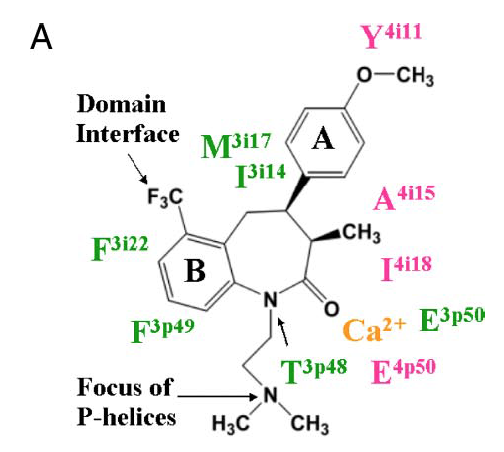 A
Y4i11
O—CH3
Domain
Interface
A
M3i17
I3i14
F3C
A4i15
CH3
F3i22
B
I4i18
N
O
Ca2+
E3p50
F3p49
T3p48
E4p50
Focus of
P-helices
N
H3C
CH3